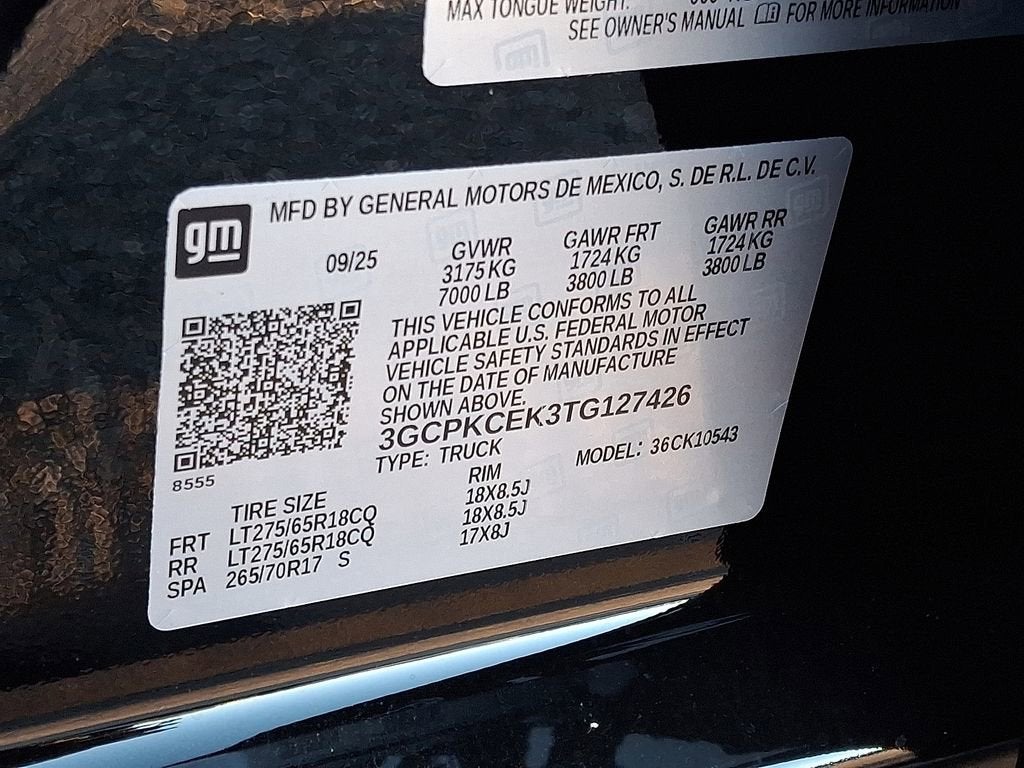 MAX TONGUE WEIGHT:
SEE OWNER'S MANUAL FOR MORE INFORMATION
gm
MFD BY GENERAL MOTORS DE MEXICO, S. DE R.L. DE C.V.
09/25
GVWR
3175 KG
7000 LB
GAWR FRT
1724 KG
3800 LB
GAWR RR
1724 KG
3800 LB
THIS VEHICLE CONFORMS TO ALL
APPLICABLE U.S. FEDERAL MOTOR
VEHICLE SAFETY STANDARDS IN EFFECT
ON THE DATE OF MANUFACTURE
SHOWN ABOVE.
3GCPKCEK3TG127426
TYPE: TRUCK MODEL: 36CK10543
8555
TIRE SIZE RIM
FRT LT275/65R18CQ 18X8.5J
RR LT275/65R18CQ 18X8.5J
SPA 265/70R17 S 17X8J